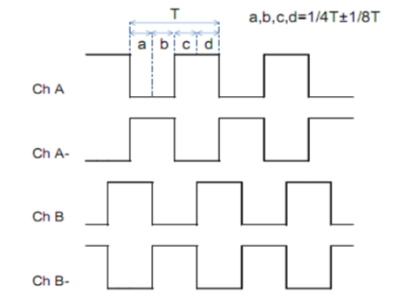 T
a,b,c,d=1/4T±1/8T
a b c d
Ch A
Ch A-
Ch B
Ch B-